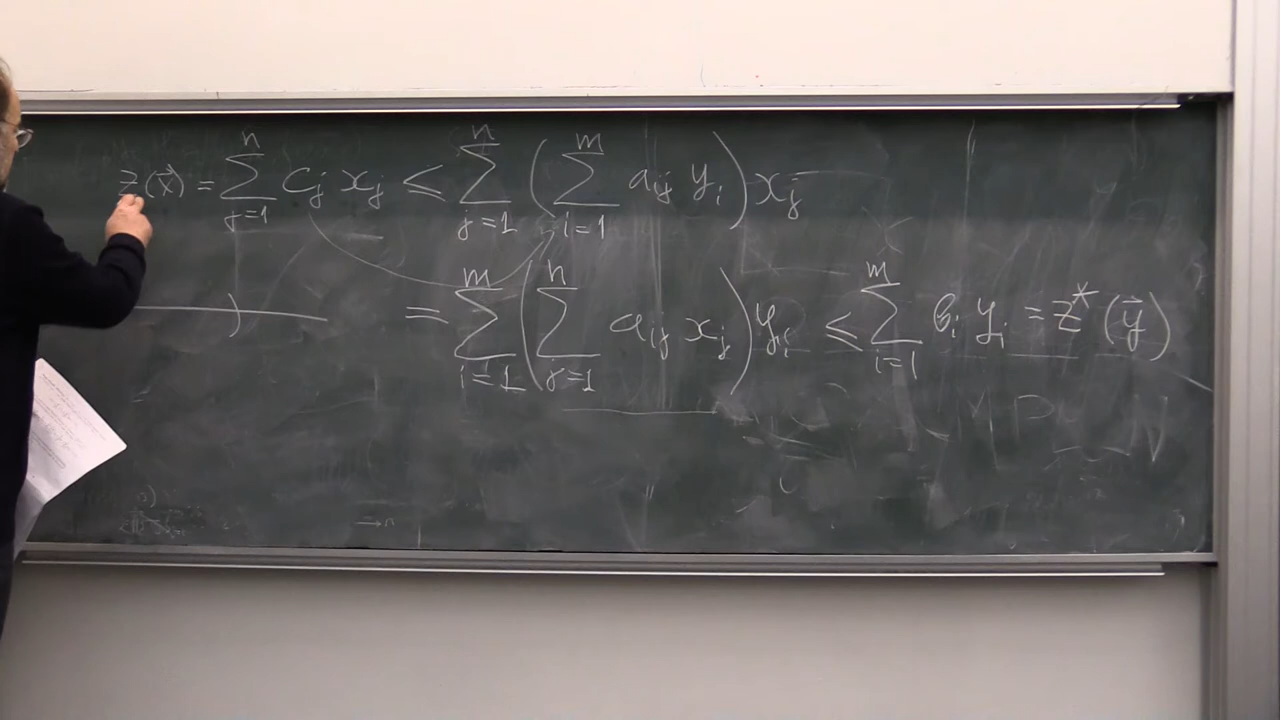 z(x⃗) = ∑_{j=1}^{n} c_j x_j ≤ ∑_{j=1}^{n} (∑_{i=1}^{m} a_{ij} y_i) x_j
= ∑_{i=1}^{m} (∑_{j=1}^{n} a_{ij} x_j) y_i ≤ ∑_{i=1}^{m} b_i y_i = z*(y⃗)